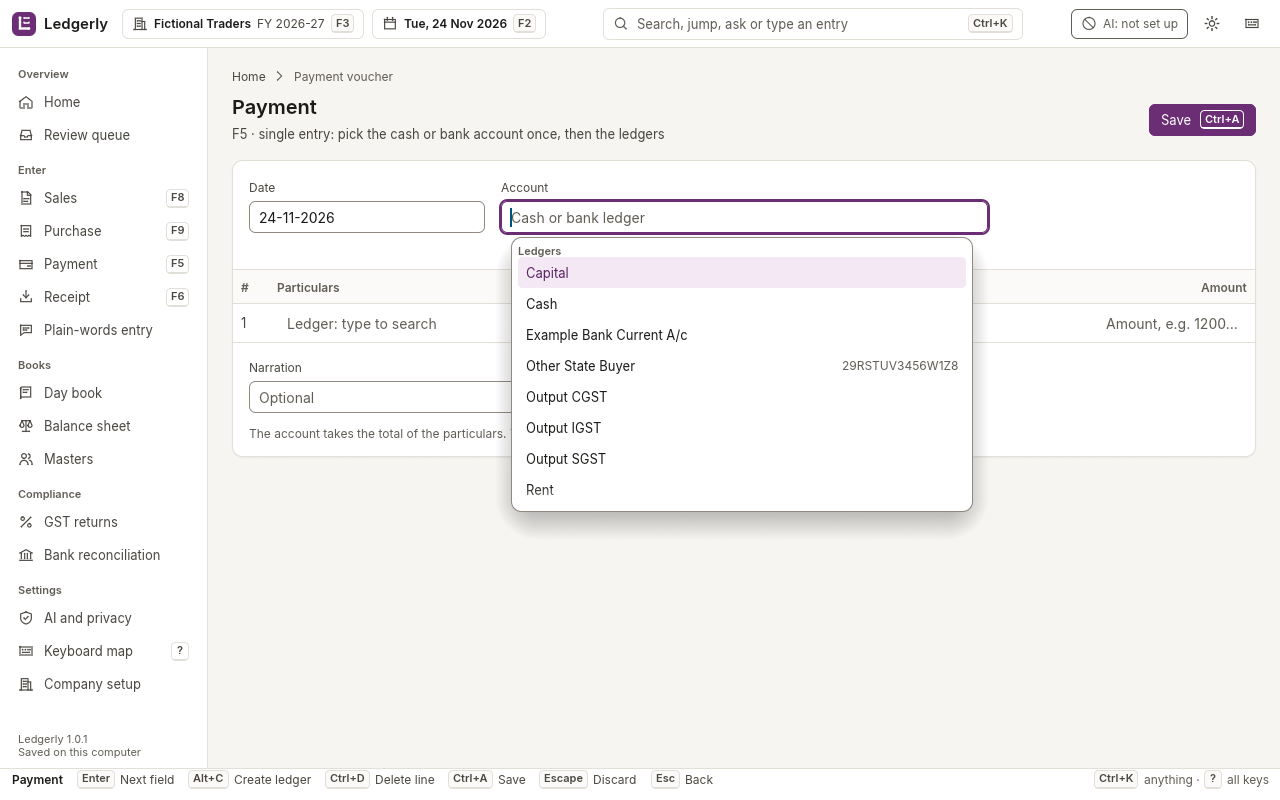 Ledgerly
Fictional Traders FY 2026-27 F3
Tue, 24 Nov 2026 F2
Search, jump, ask or type an entry Ctrl+K
AI: not set up
Overview
Home
Review queue
Enter
Sales F8
Purchase F9
Payment F5
Receipt F6
Plain-words entry
Books
Day book
Balance sheet
Masters
Compliance
GST returns
Bank reconciliation
Settings
AI and privacy
Keyboard map ?
Company setup
Ledgerly 1.0.1
Saved on this computer
Home Payment voucher
Payment
F5 · single entry: pick the cash or bank account once, then the ledgers
Save Ctrl+A
Date Account
24-11-2026 Cash or bank ledger
# Particulars Amount
1 Ledger: type to search Amount, e.g. 1200...
Narration
Optional
The account takes the total of the particulars.
Ledgers
Capital
Cash
Example Bank Current A/c
Other State Buyer 29RSTUV3456W1Z8
Output CGST
Output IGST
Output SGST
Rent
Payment Enter Next field Alt+C Create ledger Ctrl+D Delete line Ctrl+A Save Escape Discard Esc Back Ctrl+K anything · ? all keys